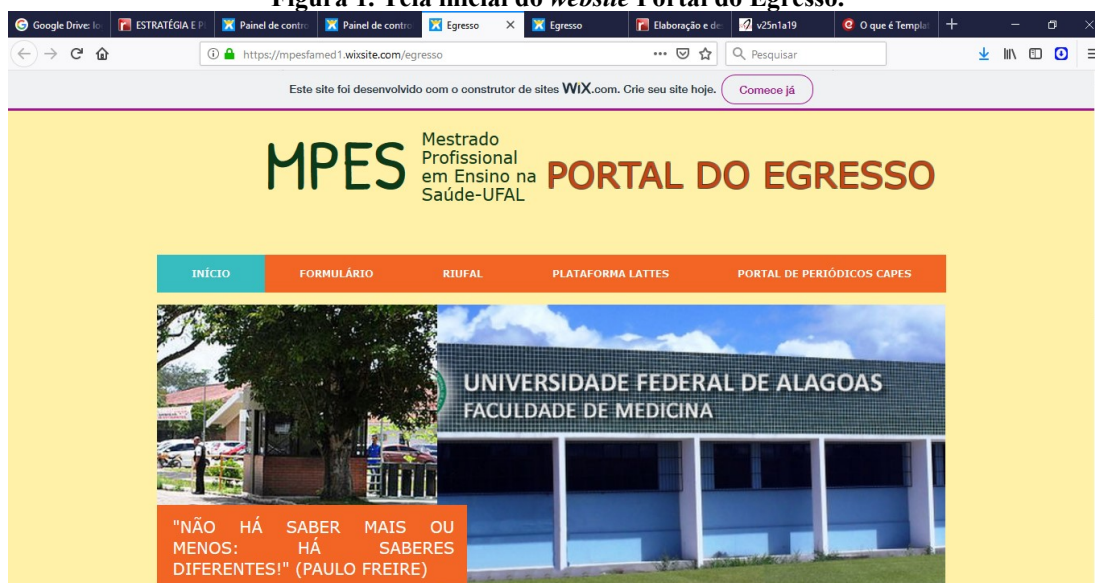 Figura 1. Tela inicial do website Portal do Egresso.
Google Drive: lo
ESTRATÉGIA E P
Painel de contro
Painel de contro
Egresso
Egresso
Elaboração e de
v25n1a19
O que é Templat
https://mpesfamed1.wixsite.com/egresso
Pesquisar
Este site foi desenvolvido com o construtor de sites WiX.com. Crie seu site hoje.
Comece já
MPES
Mestrado
Profissional
em Ensino na
Saúde-UFAL
PORTAL DO EGRESSO
INÍCIO
FORMULÁRIO
RIUFAL
PLATAFORMA LATTES
PORTAL DE PERIÓDICOS CAPES
UNIVERSIDADE FEDERAL DE ALAGOAS
FACULDADE DE MEDICINA
"NÃO HÁ SABER MAIS OU
MENOS: HÁ SABERES
DIFERENTES!" (PAULO FREIRE)